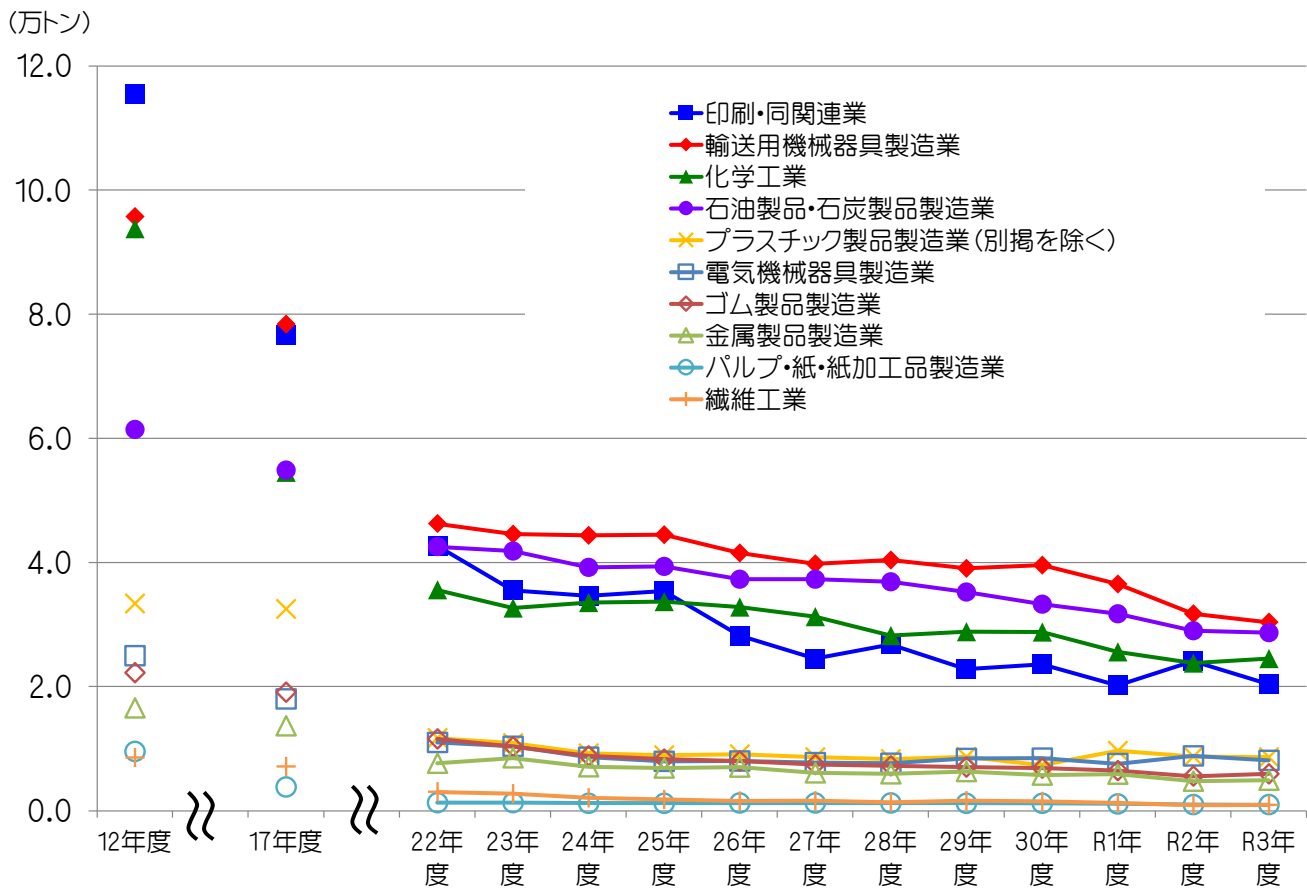 (万トン)
12.0
10.0
8.0
6.0
4.0
2.0
0.0
印刷・同関連業
輸送用機械器具製造業
化学工業
石油製品・石炭製品製造業
プラスチック製品製造業(別掲を除く)
電気機械器具製造業
ゴム製品製造業
金属製品製造業
パルプ・紙・紙加工品製造業
繊維工業
12年度
17年度
22年
度
23年
度
24年
度
25年
度
26年
度
27年
度
28年
度
29年
度
30年
度
R1年
度
R2年
度
R3年
度